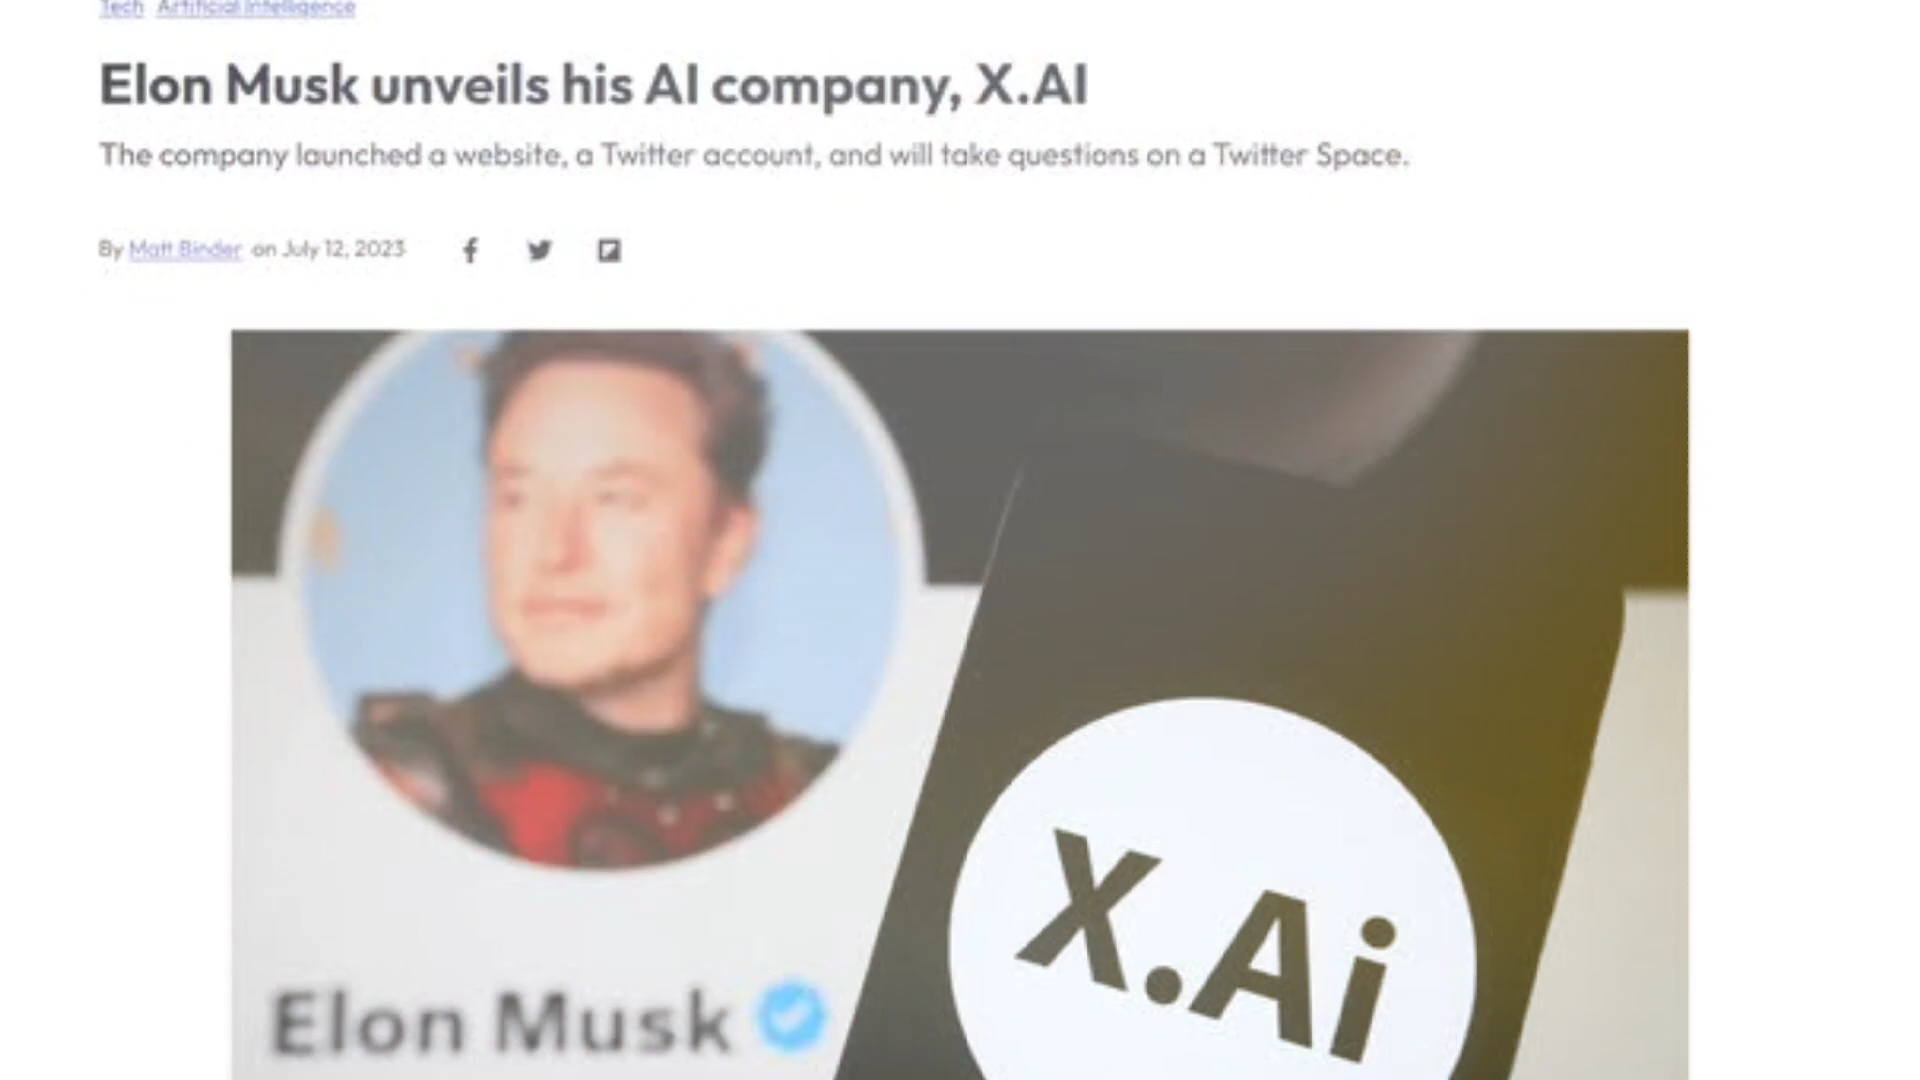 Tech Artificial Intelligence
Elon Musk unveils his AI company, X.AI
The company launched a website, a Twitter account, and will take questions on a Twitter Space.
By Matt Binder on July 12, 2023
Elon Musk
X.Ai